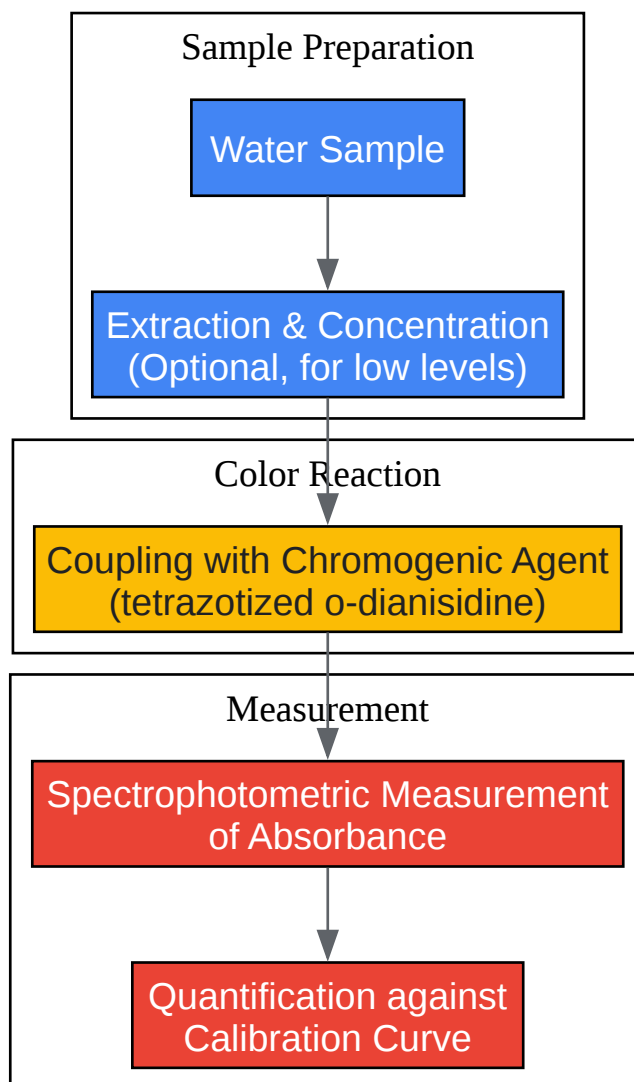 Sample Preparation
Water Sample
Extraction & Concentration
(Optional, for low levels)
Color Reaction
Coupling with Chromogenic Agent
(tetrazotized o-dianisidine)
Measurement
Spectrophotometric Measurement
of Absorbance
Quantification against
Calibration Curve